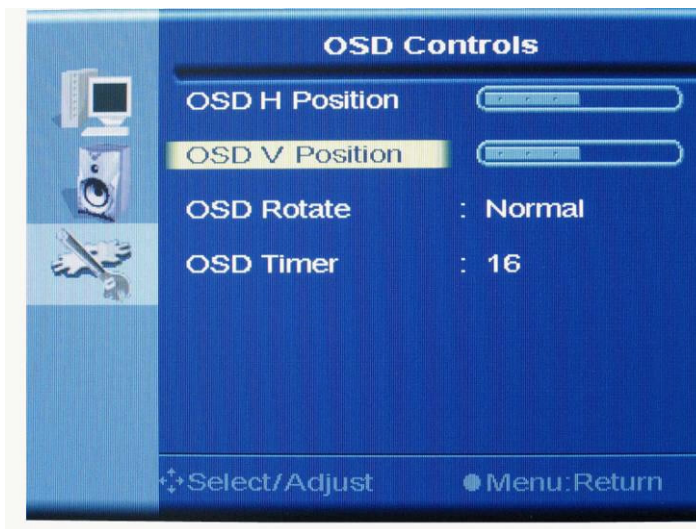 OSD Controls
OSD H Position
OSD V Position
OSD Rotate : Normal
OSD Timer : 16
Select/Adjust Menu:Return